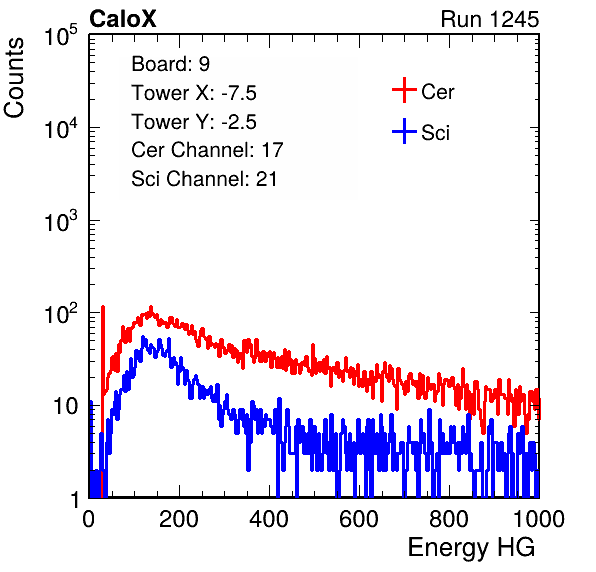 CaloX Run 1245
Counts
10^5
10^4
10^3
10^2
10
1
Board: 9
Tower X: -7.5
Tower Y: -2.5
Cer Channel: 17
Sci Channel: 21
Cer
Sci
0 200 400 600 800 1000
Energy HG